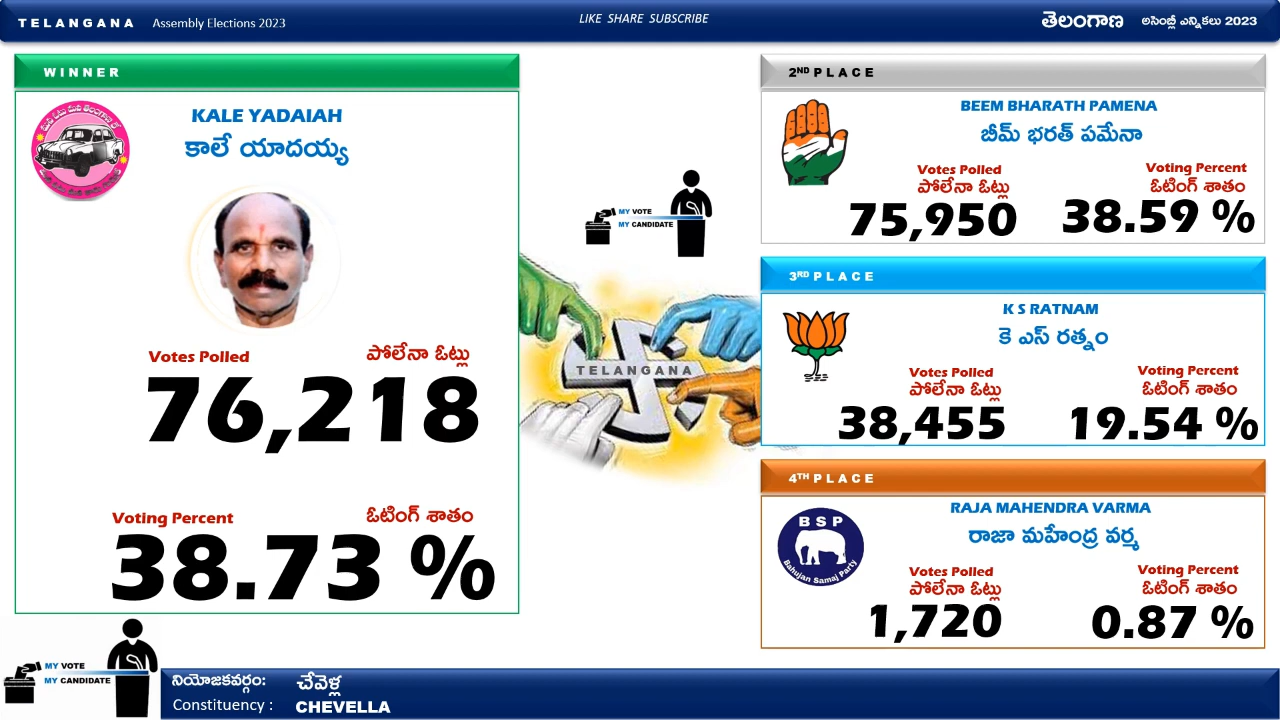 TELANGANA Assembly Elections 2023
LIKE SHARE SUBSCRIBE
తెలంగాణ అసెంబ్లీ ఎన్నికలు 2023
WINNER
KALE YADAIAH
కాలే యాదయ్య
Votes Polled పోలేనా ఓట్లు
76,218
Voting Percent ఓటింగ్ శాతం
38.73 %
MY VOTE
MY CANDIDATE
TELANGANA
2ND PLACE
BEEM BHARATH PAMENA
బీమ్ భరత్ పమేనా
Votes Polled Voting Percent
పోలేనా ఓట్లు ఓటింగ్ శాతం
75,950 38.59 %
3RD PLACE
K S RATNAM
కె ఎస్ రత్నం
Votes Polled Voting Percent
పోలేనా ఓట్లు ఓటింగ్ శాతం
38,455 19.54 %
4TH PLACE
RAJA MAHENDRA VARMA
రాజా మహేంద్ర వర్మ
BSP
Bahujan Samaj Party
Votes Polled Voting Percent
పోలేనా ఓట్లు ఓటింగ్ శాతం
1,720 0.87 %
MY VOTE
MY CANDIDATE
నియోజకవర్గం: చేవెళ్ల
Constituency : CHEVELLA